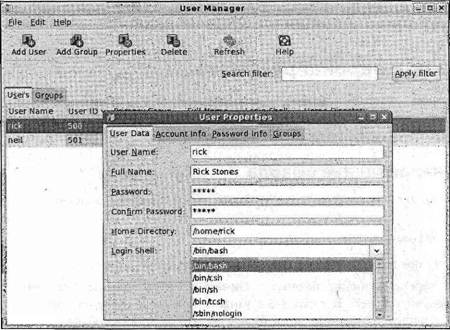 User Manager
File Edit Help
Add User Add Group Properties Delete Refresh Help
Search filter: Apply filter
Users Groups
User Name User ID
rick 500
neil 501
User Properties
User Data Account Info Password Info Groups
User Name: rick
Full Name: Rick Stones
Password: *****
Confirm Password: *****
Home Directory: /home/rick
Login Shell: /bin/bash
/bin/bash
/bin/csh
/bin/sh
/bin/tcsh
/sbin/nologin